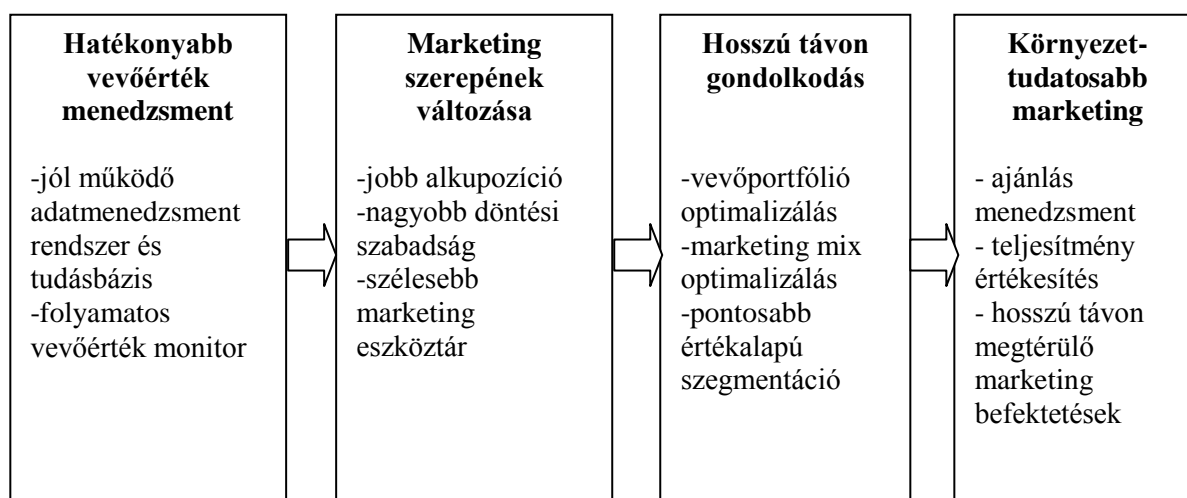 Hatékonyabb
vevőérték
menedzsment
-jól működő
adatmenedzsment
rendszer és
tudásbázis
-folyamatos
vevőérték monitor
Marketing
szerepének
változása
-jobb alkupozíció
-nagyobb döntési
szabadság
-szélesebb
marketing
eszköztár
Hosszú távon
gondolkodás
-vevőportfólió
optimalizálás
-marketing mix
optimalizálás
-pontosabb
értékalapú
szegmentáció
Környezet-
tudatosabb
marketing
- ajánlás
menedzsment
- teljesítmény
értékesítés
- hosszú távon
megtérülő
marketing
befektetések